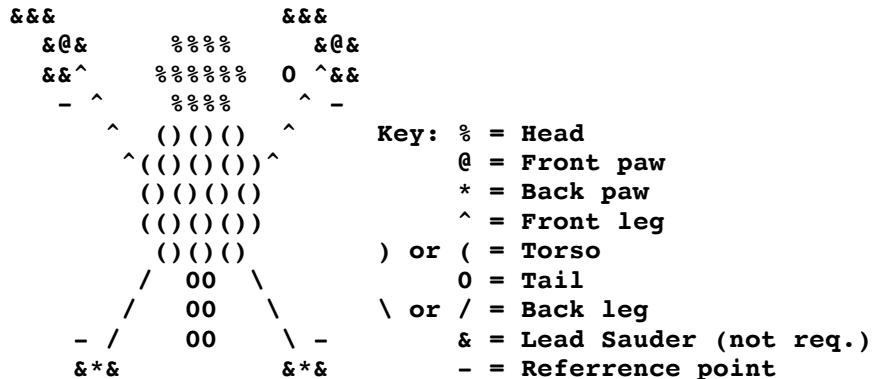 &&&               &&&
  &@&     %%%%     &@&
  &&^    %%%%%%  O ^&&
   - ^    %%%%    ^ -
      ^  ()()()  ^     Key: % = Head
       ^(()()())^           @ = Front paw
        ()()()()            * = Back paw
        (()()())            ^ = Front leg
         ()()()        ) or ( = Torso
        /  OO  \            O = Tail
       /   OO   \      \ or / = Back leg
    - /    OO    \ -        & = Lead Sauder (not req.)
    &*&          &*&        - = Referrence point